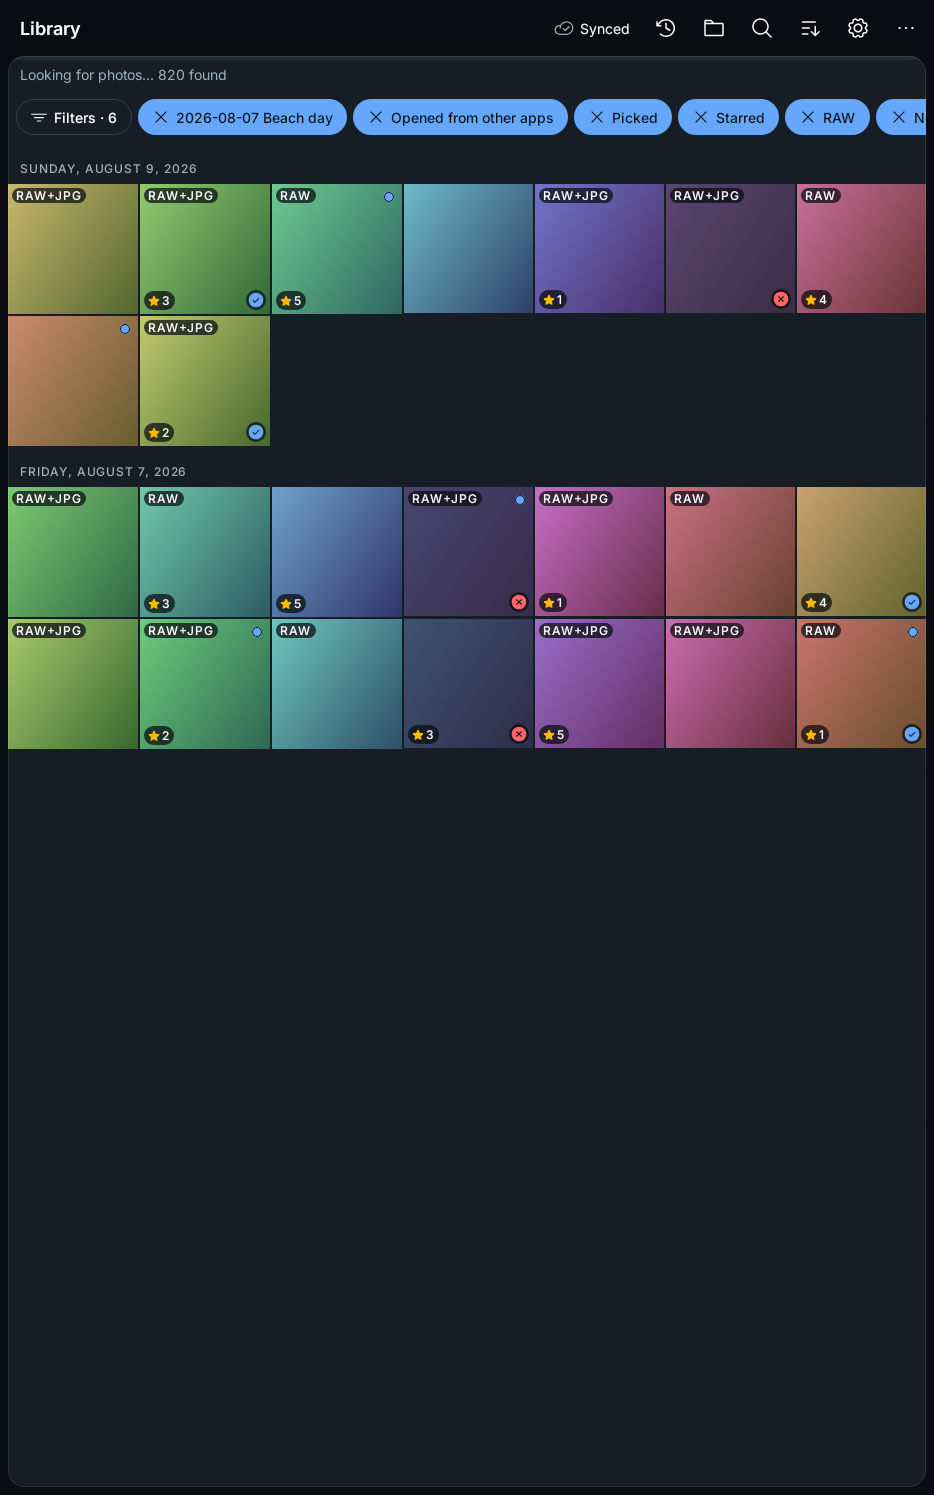 Library
Synced
Looking for photos... 820 found
Filters · 6
2026-08-07 Beach day
Opened from other apps
Picked
Starred
RAW
SUNDAY, AUGUST 9, 2026
RAW+JPG
RAW+JPG
RAW
RAW+JPG
RAW+JPG
RAW
3
5
1
4
RAW+JPG
2
FRIDAY, AUGUST 7, 2026
RAW+JPG
RAW
RAW+JPG
RAW+JPG
RAW
3
5
1
4
RAW+JPG
RAW+JPG
RAW
RAW+JPG
RAW+JPG
RAW
2
3
5
1